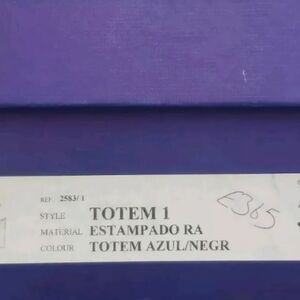 REF. 2583/ 1
STYLE TOTEM 1
MATERIAL ESTAMPADO RA
COLOUR TOTEM AZUL/NEGR
£365